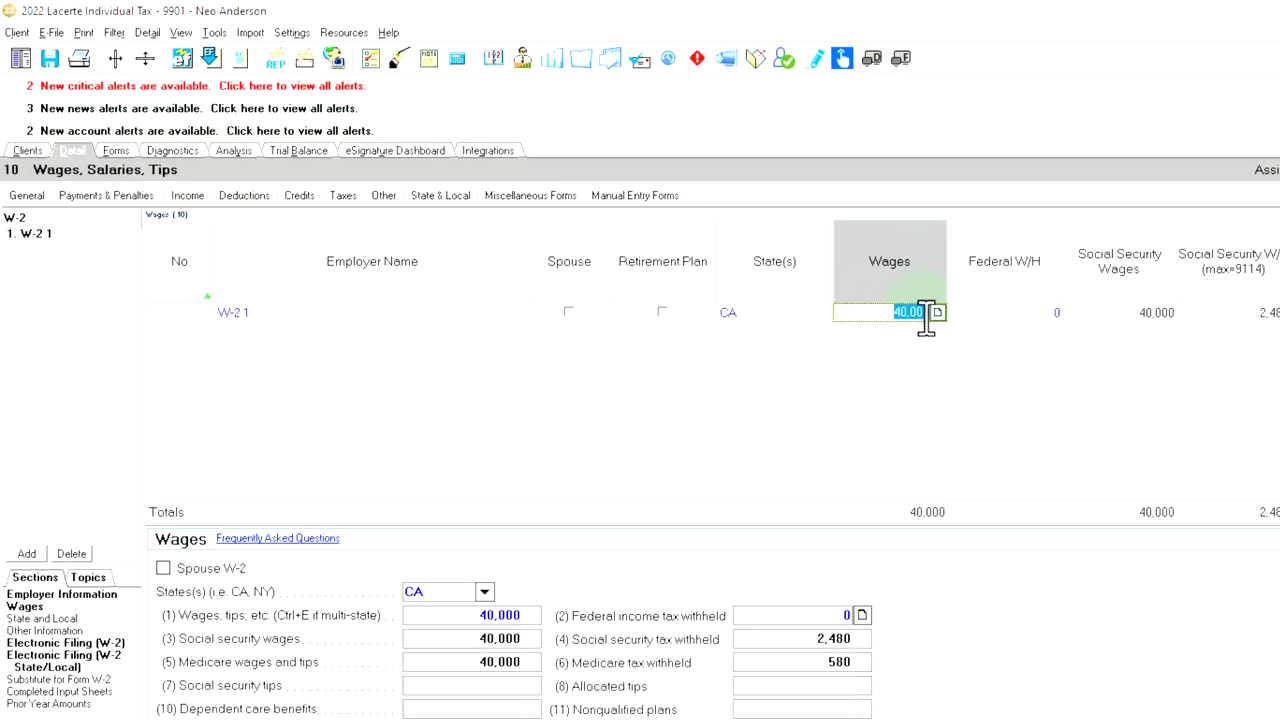 2022 Lacerte Individual Tax - 9901 - Neo Anderson
Client E-File Print Filter Detail View Tools Import Settings Resources Help
2 New critical alerts are available. Click here to view all alerts.
3 New news alerts are available. Click here to view all alerts.
2 New account alerts are available. Click here to view all alerts.
Clients Detail Forms Diagnostics Analysis Trial Balance eSignature Dashboard Integrations
10 Wages, Salaries, Tips Assi
General Payments & Penalties Income Deductions Credits Taxes Other State & Local Miscellaneous Forms Manual Entry Forms
W-2
1. W-2 1
Wages (10)
No. Employer Name Spouse Retirement Plan State(s) Wages Federal W/H Social Security Wages Social Security W/ (max=9114)
W-2 1 CA 40,00 0 40,000 2,48
Totals 40,000 40,000 2,48
Add Delete
Sections Topics
Employer Information
Wages
State and Local
Other Information
Electronic Filing (W-2)
Electronic Filing (W-2
State/Local)
Substitute for Form W-2
Completed Input Sheets
Prior Year Amounts
Wages Frequently Asked Questions
Spouse W-2
States(s) (i.e. CA, NY) CA
(1) Wages, tips, etc. (Ctrl+E if multi-state) 40,000 (2) Federal income tax withheld 0
(3) Social security wages 40,000 (4) Social security tax withheld 2,480
(5) Medicare wages and tips 40,000 (6) Medicare tax withheld 580
(7) Social security tips (8) Allocated tips
(10) Dependent care benefits (11) Nonqualified plans